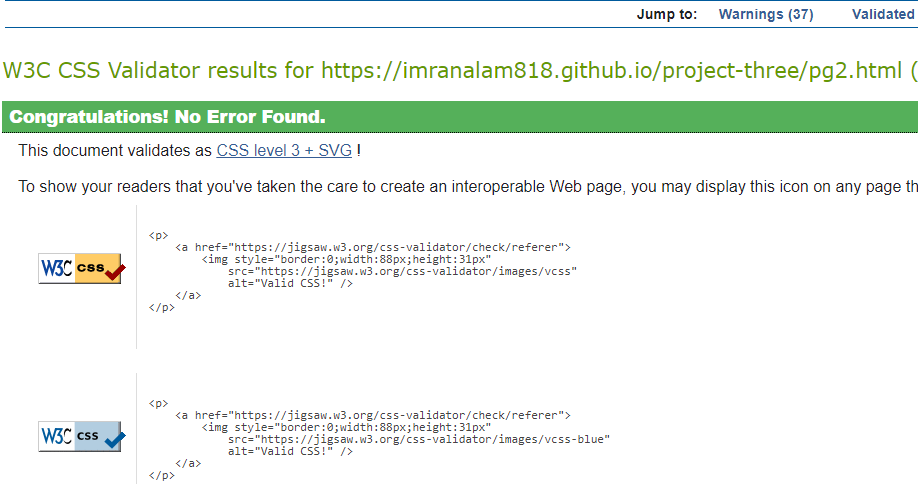 Jump to: Warnings (37) Validated
W3C CSS Validator results for https://imranalam818.github.io/project-three/pg2.html (
Congratulations! No Error Found.
This document validates as CSS level 3 + SVG !
To show your readers that you've taken the care to create an interoperable Web page, you may display this icon on any page th
W3C css
<p>
<a href="https://jigsaw.w3.org/css-validator/check/referer">
<img style="border:0;width:88px;height:31px"
src="https://jigsaw.w3.org/css-validator/images/vcss"
alt="Valid CSS!" />
</a>
</p>
W3C css
<p>
<a href="https://jigsaw.w3.org/css-validator/check/referer">
<img style="border:0;width:88px;height:31px"
src="https://jigsaw.w3.org/css-validator/images/vcss-blue"
alt="Valid CSS!" />
</a>
</p>